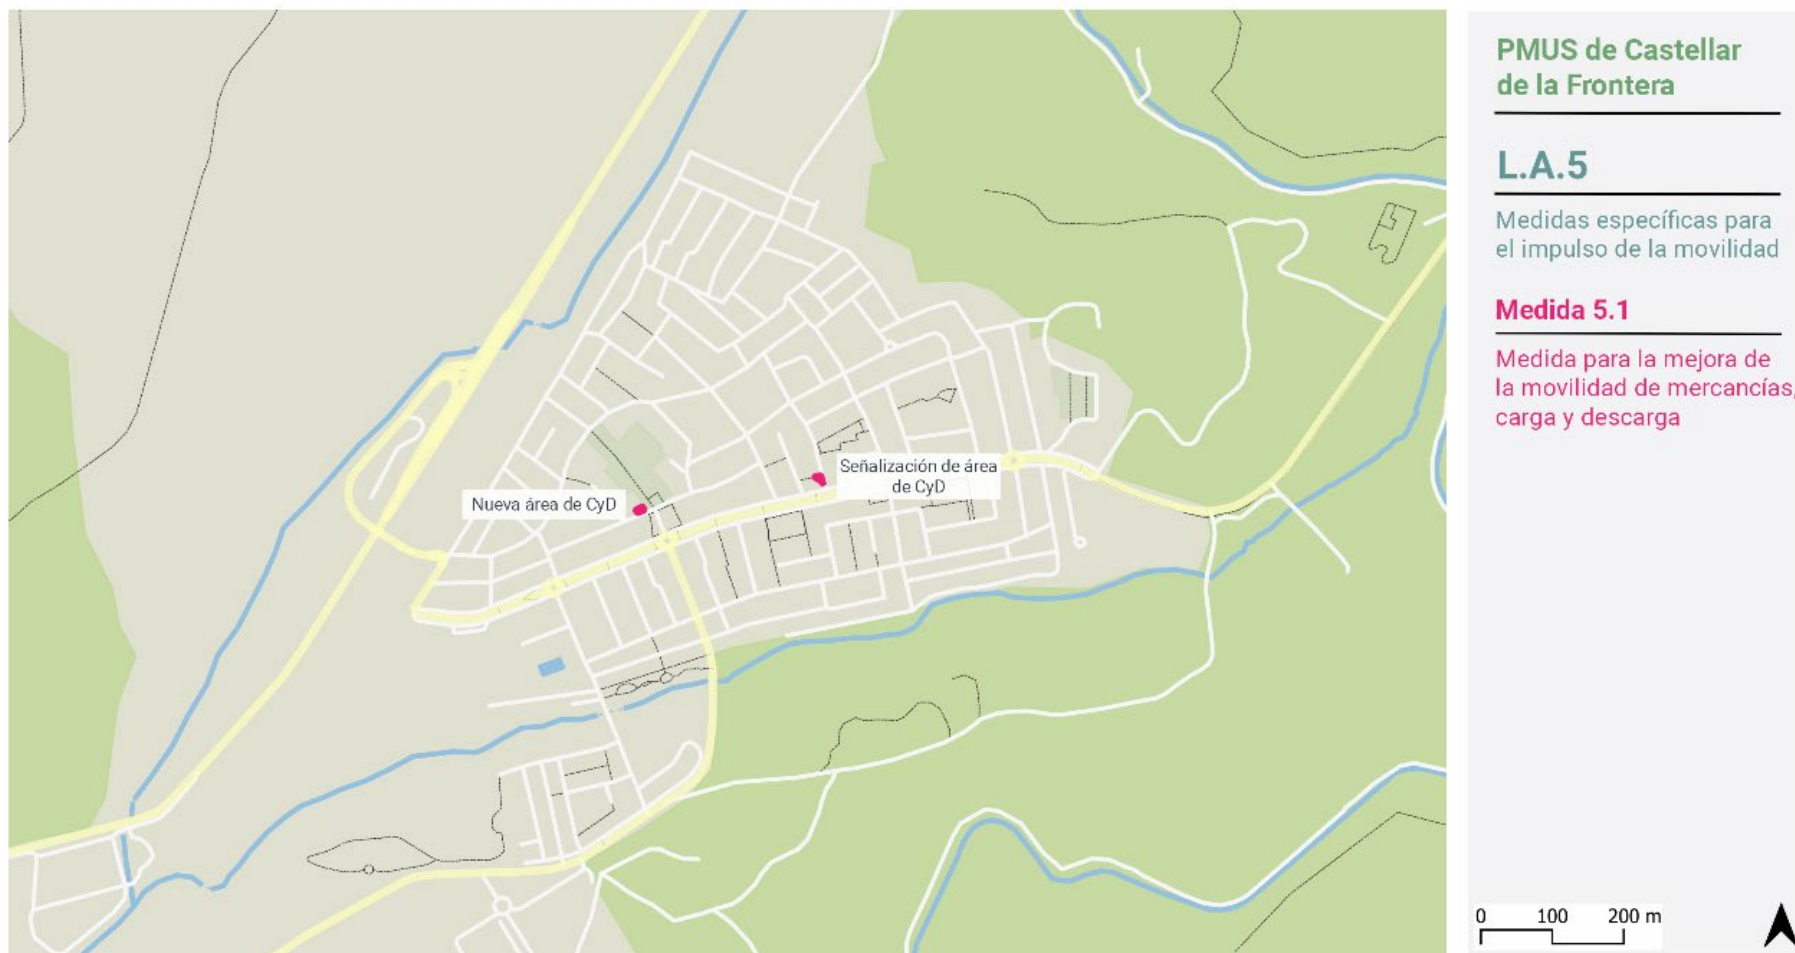 PMUS de Castellar
de la Frontera
L.A.5
Medidas específicas para
el impulso de la movilidad
Medida 5.1
Medida para la mejora de
la movilidad de mercancías,
carga y descarga
Señalización de área
de CyD
Nueva área de CyD
0 100 200 m